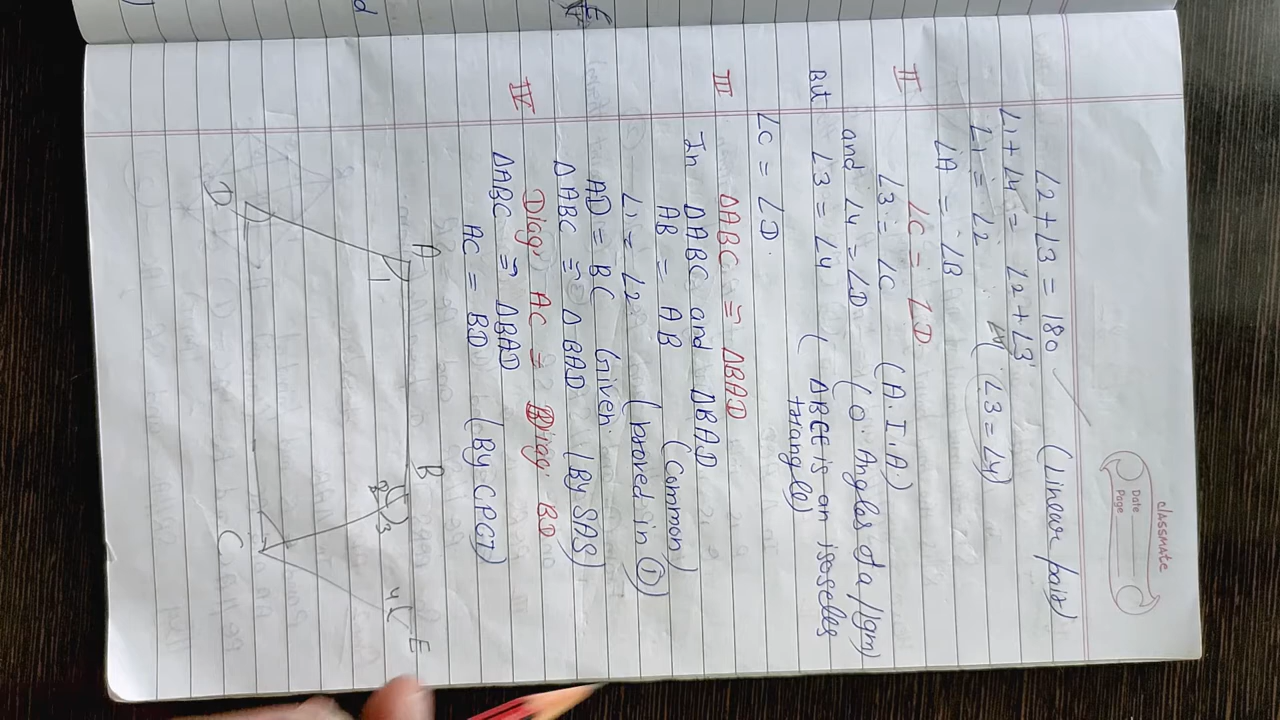 classmate
Date
Page
∠2 + ∠3 = 180 (Linear pair)
∠1 + ∠4 = ∠2 + ∠3
∠1 = ∠2 (∠3 = ∠4)
∠A = ∠B
II ∠C = ∠D
∠3 = ∠C (A.I.A.)
and ∠4 = ∠D (o. Angles of a //gm)
But ∠3 = ∠4 (ΔBCE is an isosceles
triangle)
∠C = ∠D.
III ΔABC ≅ ΔBAD
In ΔABC and ΔBAD
AB = AB (Common)
∠1 = ∠2 (proved in ①)
AD = BC Given.
ΔABC ≅ ΔBAD (By SAS)
IV Diag. AC = Diag. BD
ΔABC ≅ ΔBAD
AC = BD (By CPCT)
A B E
1 2 3 4
D C